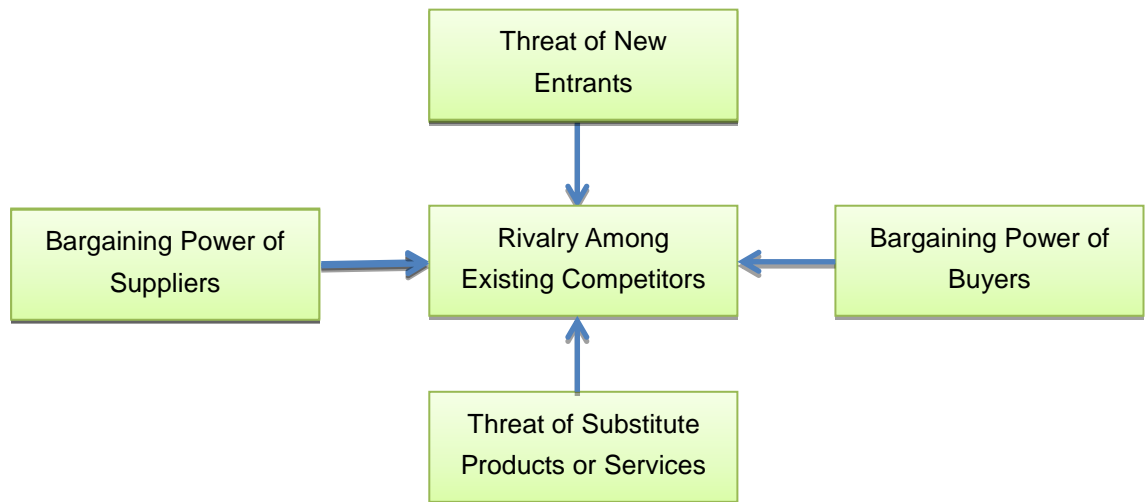 Threat of New
Entrants
Bargaining Power of
Suppliers
Rivalry Among
Existing Competitors
Bargaining Power of
Buyers
Threat of Substitute
Products or Services